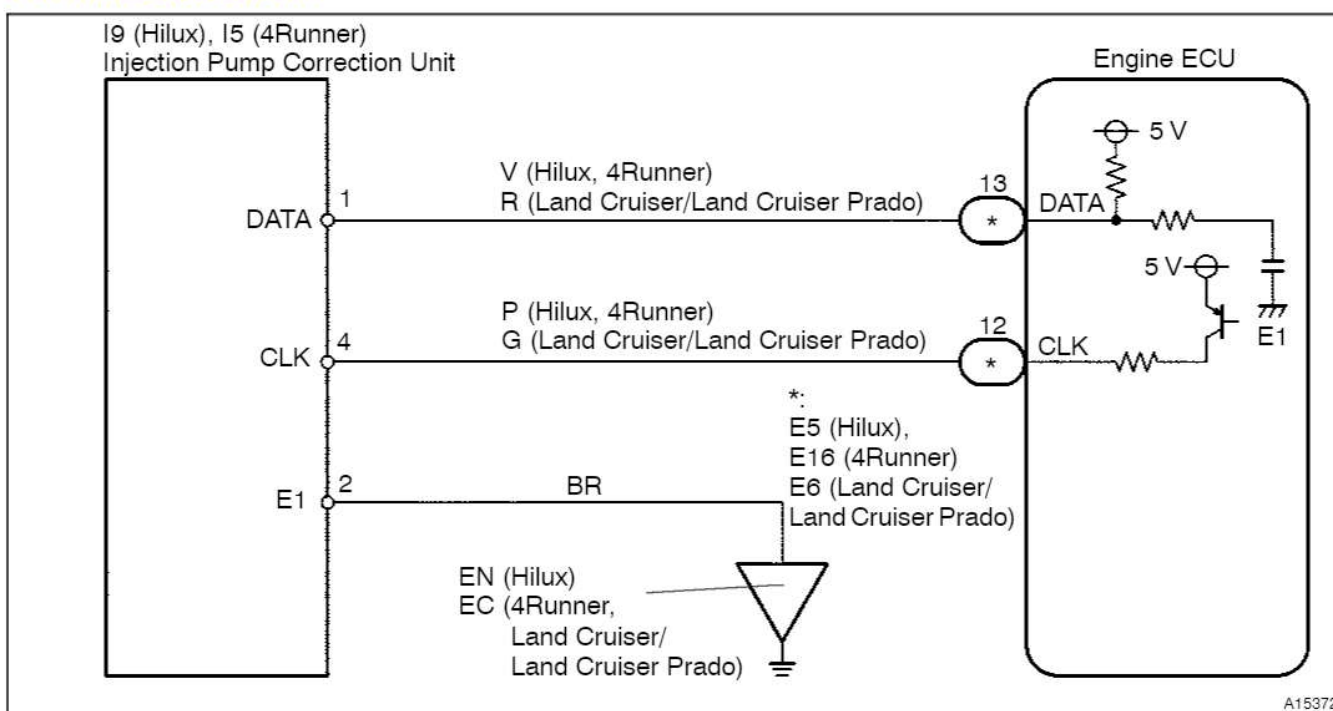 I9 (Hilux), I5 (4Runner)
Injection Pump Correction Unit
Engine ECU
5 V
V (Hilux, 4Runner)
R (Land Cruiser/Land Cruiser Prado)
1
13
DATA
*
DATA
5 V
P (Hilux, 4Runner)
G (Land Cruiser/Land Cruiser Prado)
4
12
CLK
*
CLK
E1
*:
E5 (Hilux),
E16 (4Runner)
E6 (Land Cruiser/
Land Cruiser Prado)
E1
2
BR
EN (Hilux)
EC (4Runner,
Land Cruiser/
Land Cruiser Prado)
A15372